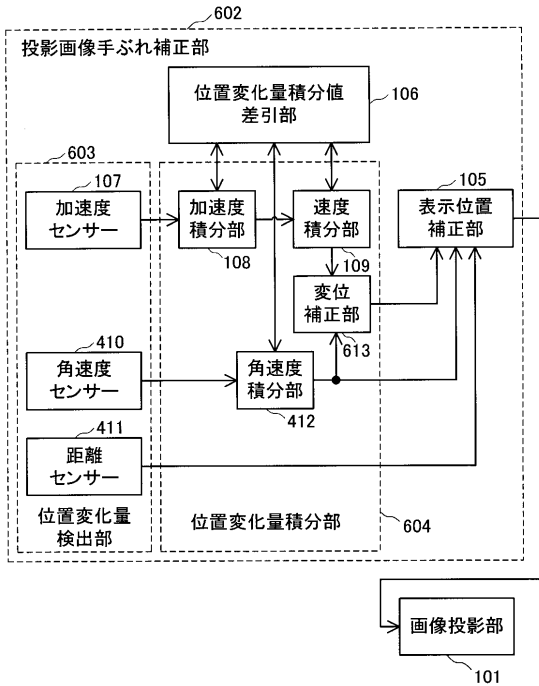 602
投影画像手ぶれ補正部
位置変化量積分値
差引部
106
603
107
加速度
センサー
加速度
積分部
108
速度
積分部
109
105
表示位置
補正部
変位
補正部
613
410
角速度
センサー
角速度
積分部
412
411
距離
センサー
位置変化量
検出部
位置変化量積分部
604
画像投影部
101